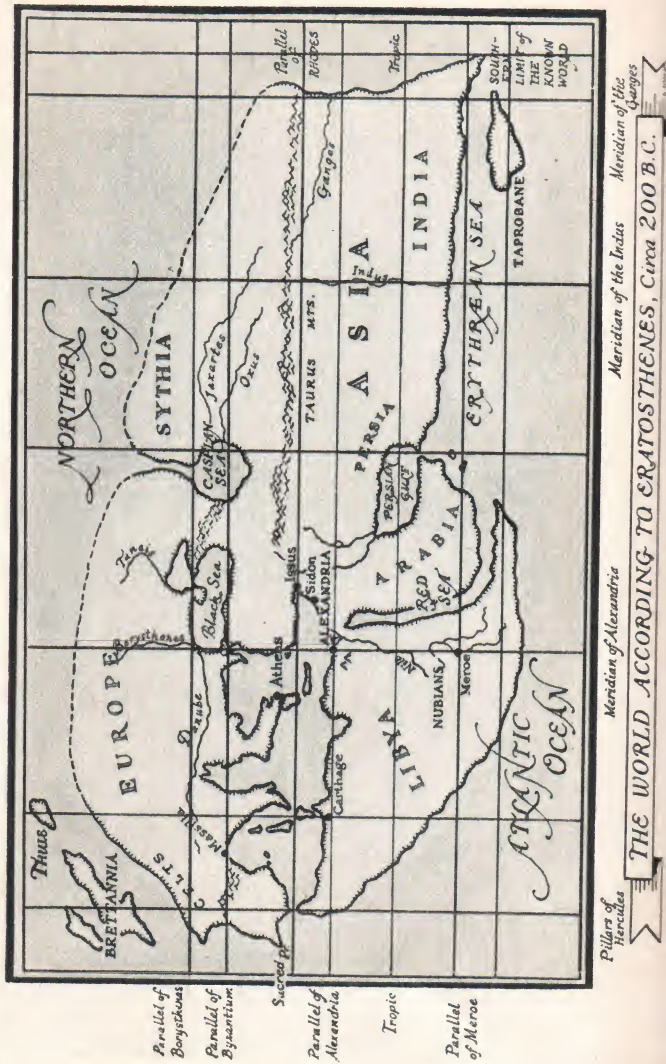 NORTHERN
OCEAN
Thule
BRETTANNIA
EUROPE
SYTHIA
CELTS
Massilia
Danube
Borysthenes
Tanais
Black Sea
CASPIAN
SEA
Jaxartes
Oxus
Athens
Issus
Sidon
ALEXANDRIA
TAURUS MTS.
Ganges
Indus
ASIA
INDIA
PERSIA
PERSIAN
GULF
ARABIA
RED
SEA
Carthage
LIBYA
Nile
NUBIANS
Meroe
ERYTHRÆAN SEA
TAPROBANE
ATLANTIC
OCEAN
Sacred Pr.
Parallel of
Borysthenes
Parallel of
Byzantium
Parallel of
Alexandria
Tropic
Parallel
of Meroe
Parallel
of
RHODES
Tropic
SOUTH-
ERN
LIMIT of
THE
KNOWN
WORLD
Pillars of
Hercules
Meridian of Alexandria
Meridian of the Indus
Meridian of the
Ganges
THE WORLD ACCORDING TO ERATOSTHENES, Circa 200 B.C.